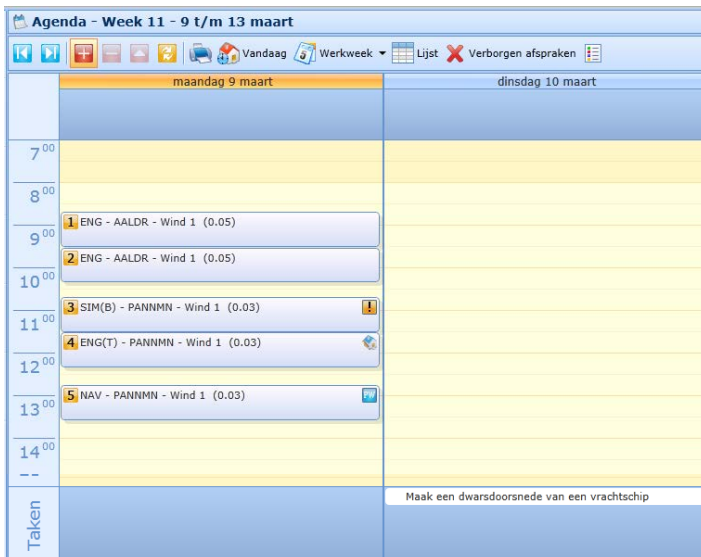 Agenda - Week 11 - 9 t/m 13 maart
Vandaag Werkweek Lijst Verborgen afspraken
maandag 9 maart dinsdag 10 maart
7 00
8 00
1 ENG - AALDR - Wind 1 (0.05)
9 00
2 ENG - AALDR - Wind 1 (0.05)
10 00
3 SIM(B) - PANNMN - Wind 1 (0.03) !
11 00
4 ENG(T) - PANNMN - Wind 1 (0.03)
12 00
5 NAV - PANNMN - Wind 1 (0.03) PW
13 00
14 00
--
Maak een dwarsdoorsnede van een vrachtschip
Taken